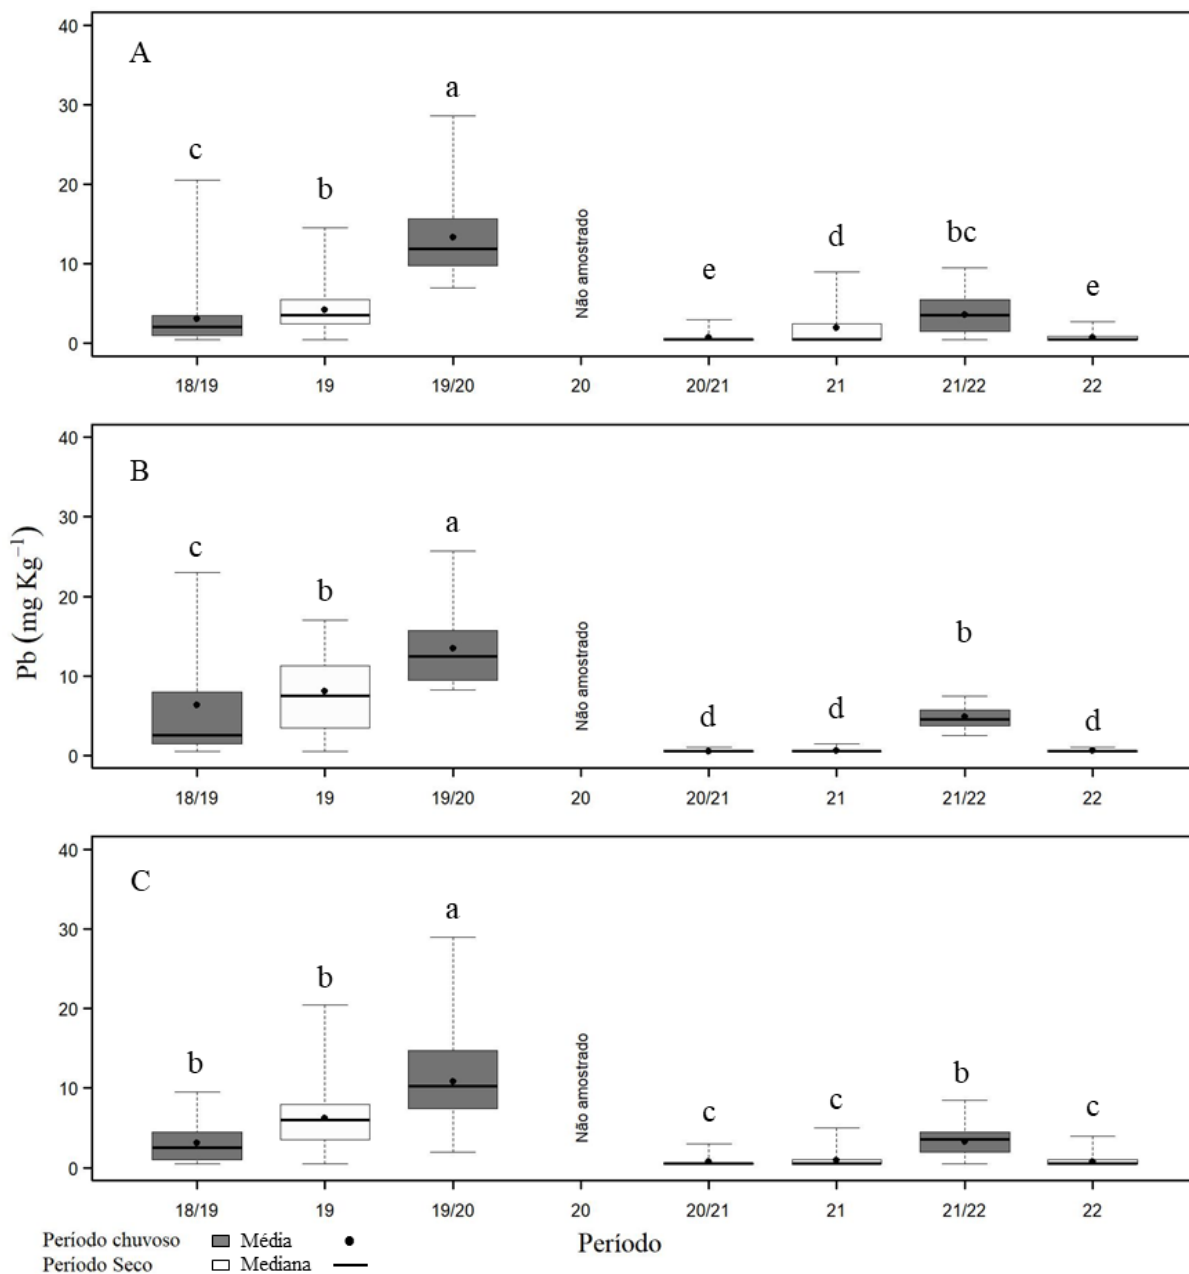 40
A
a
30
c
b
20
Não amostrado
d
bc
10
e
e
0
18/19 19 19/20 20 20/21 21 21/22 22
40
B
a
30
c
b
20
Não amostrado
b
10
d d d
0
18/19 19 19/20 20 20/21 21 21/22 22
Pb (mg Kg⁻¹)
40
C
a
30
b
20
Não amostrado
b
b
10
c c c
0
18/19 19 19/20 20 20/21 21 21/22 22
Período
Período chuvoso Média
Período Seco Mediana